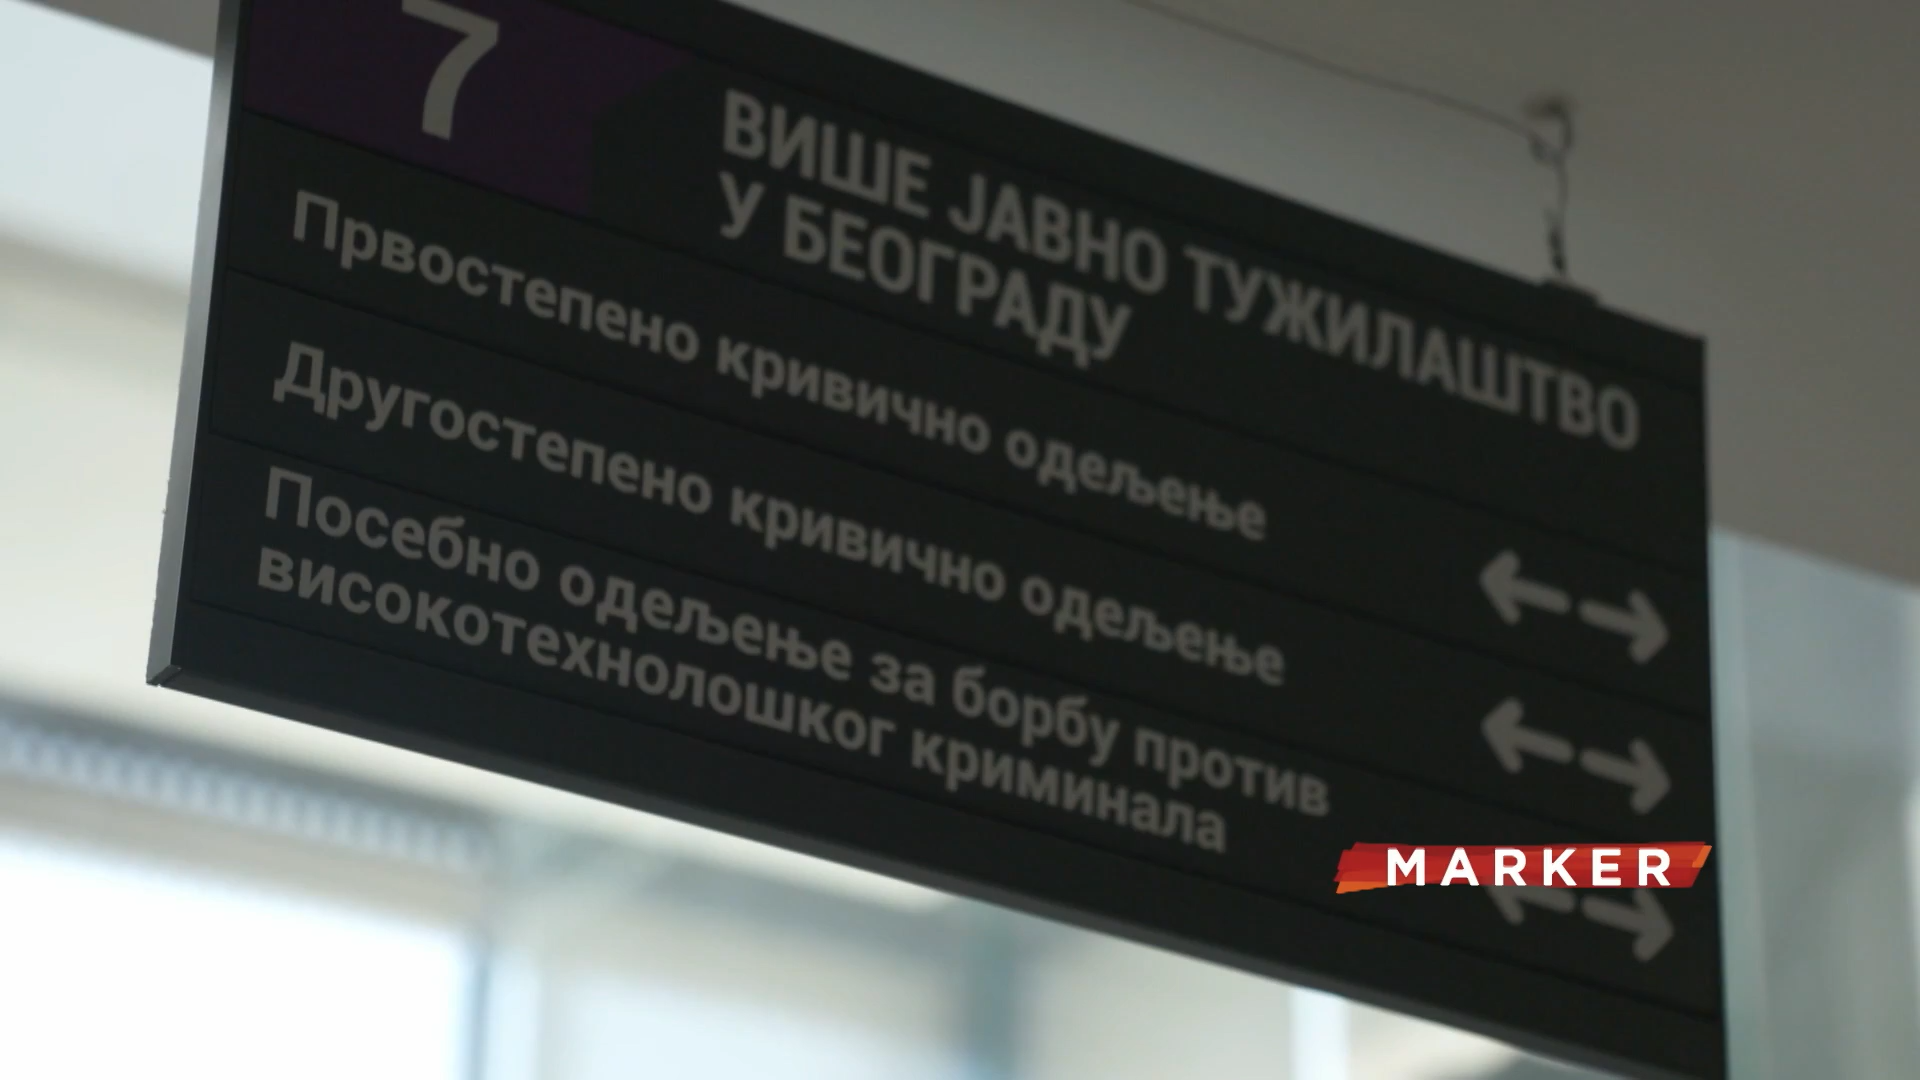 7
ВИШЕ ЈАВНО ТУЖИЛАШТВО
У БЕОГРАДУ
Првостепено кривично одељење
Другостепено кривично одељење
Посебно одељење за борбу против
високотехнолошког криминала
MARKER